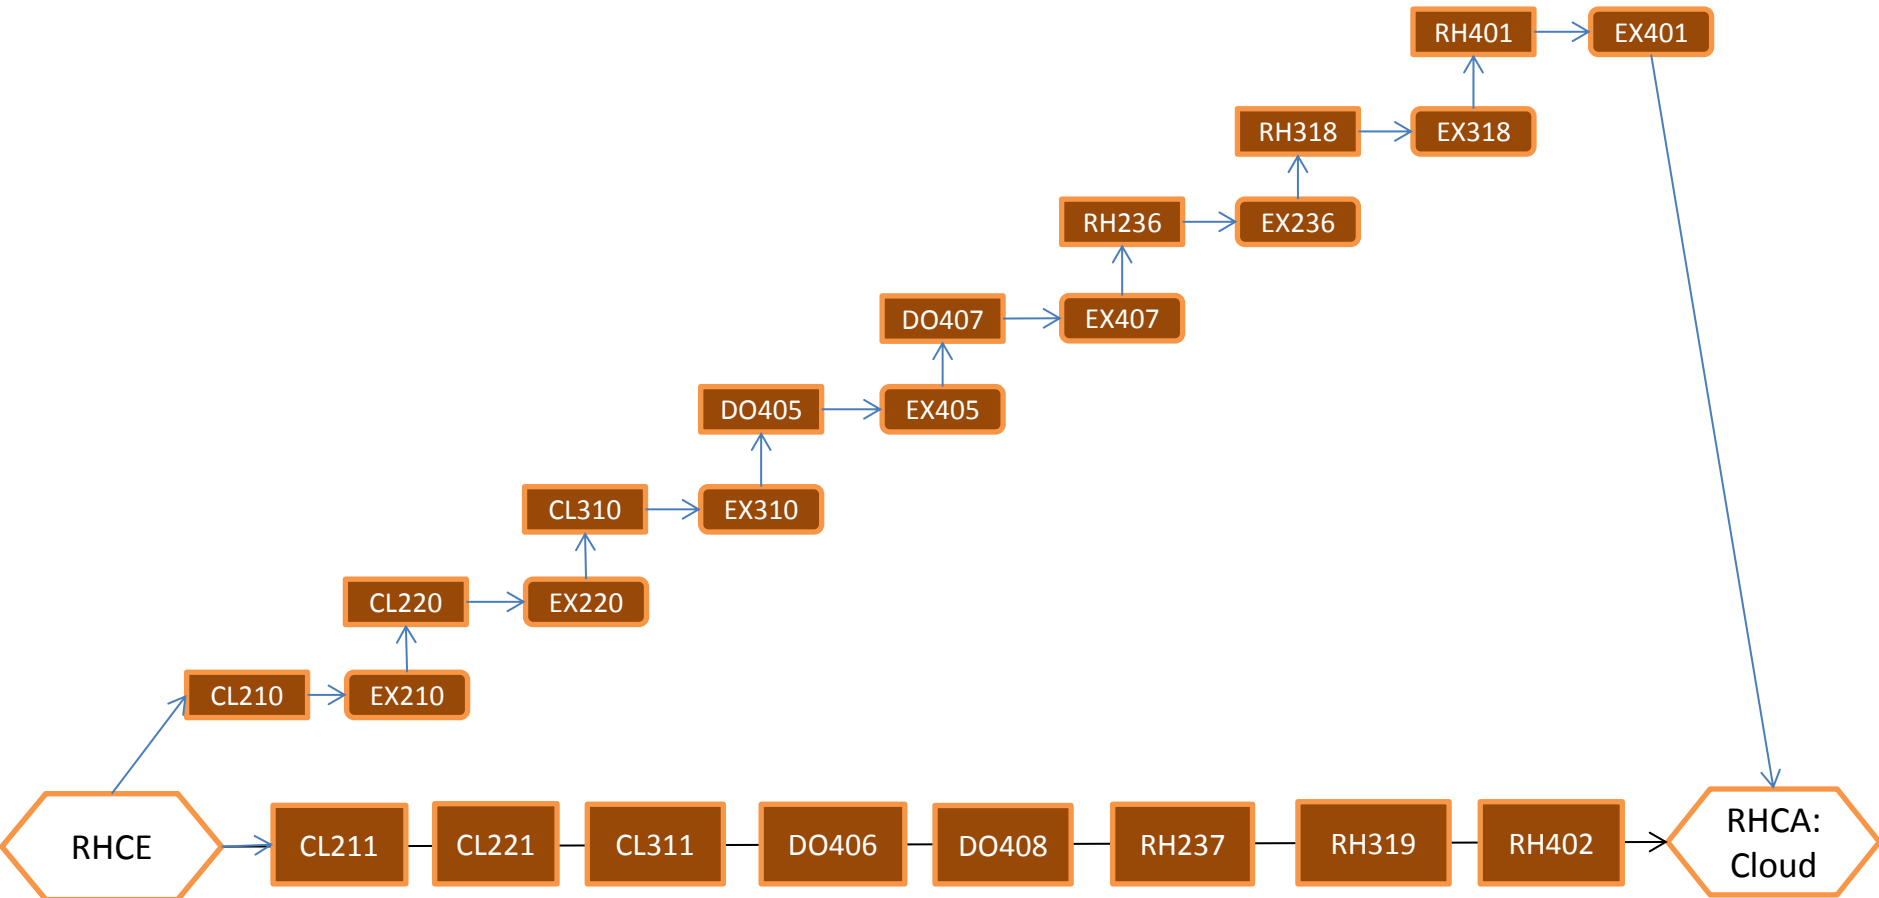 RH401
EX401
RH318
EX318
RH236
EX236
DO407
EX407
DO405
EX405
CL310
EX310
CL220
EX220
CL210
EX210
RHCE
CL211
CL221
CL311
DO406
DO408
RH237
RH319
RH402
RHCA:
Cloud